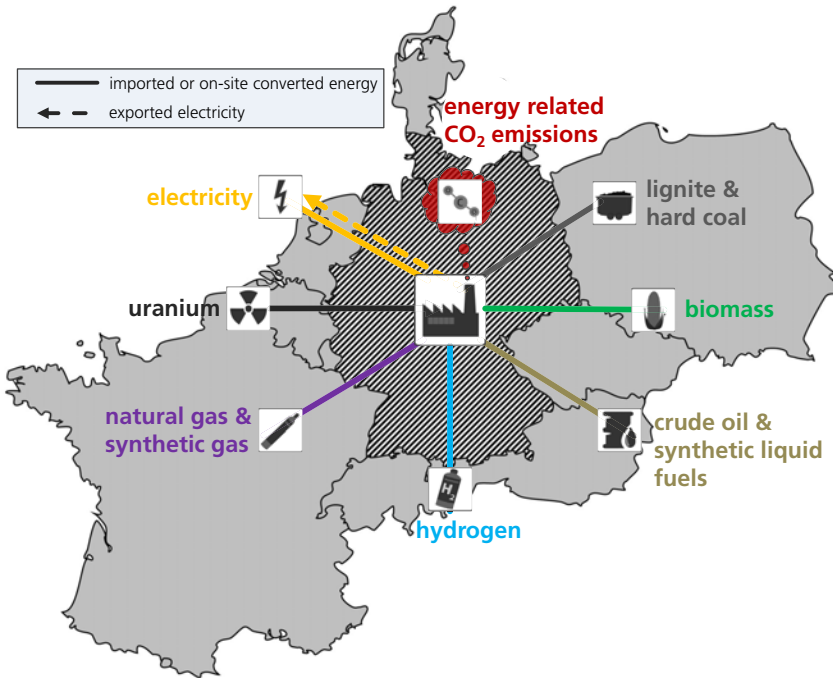 imported or on-site converted energy
exported electricity
energy related
CO₂ emissions
electricity
lignite &
hard coal
uranium
biomass
natural gas &
synthetic gas
crude oil &
synthetic liquid
fuels
H₂
hydrogen